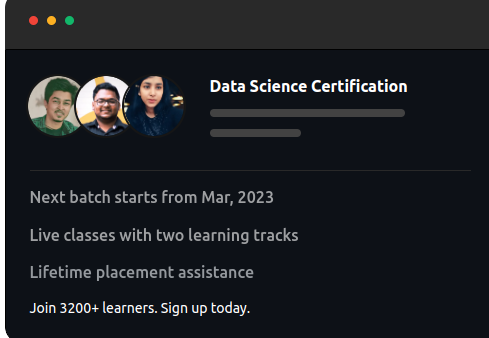 Data Science Certification
Next batch starts from Mar, 2023
Live classes with two learning tracks
Lifetime placement assistance
Join 3200+ learners. Sign up today.